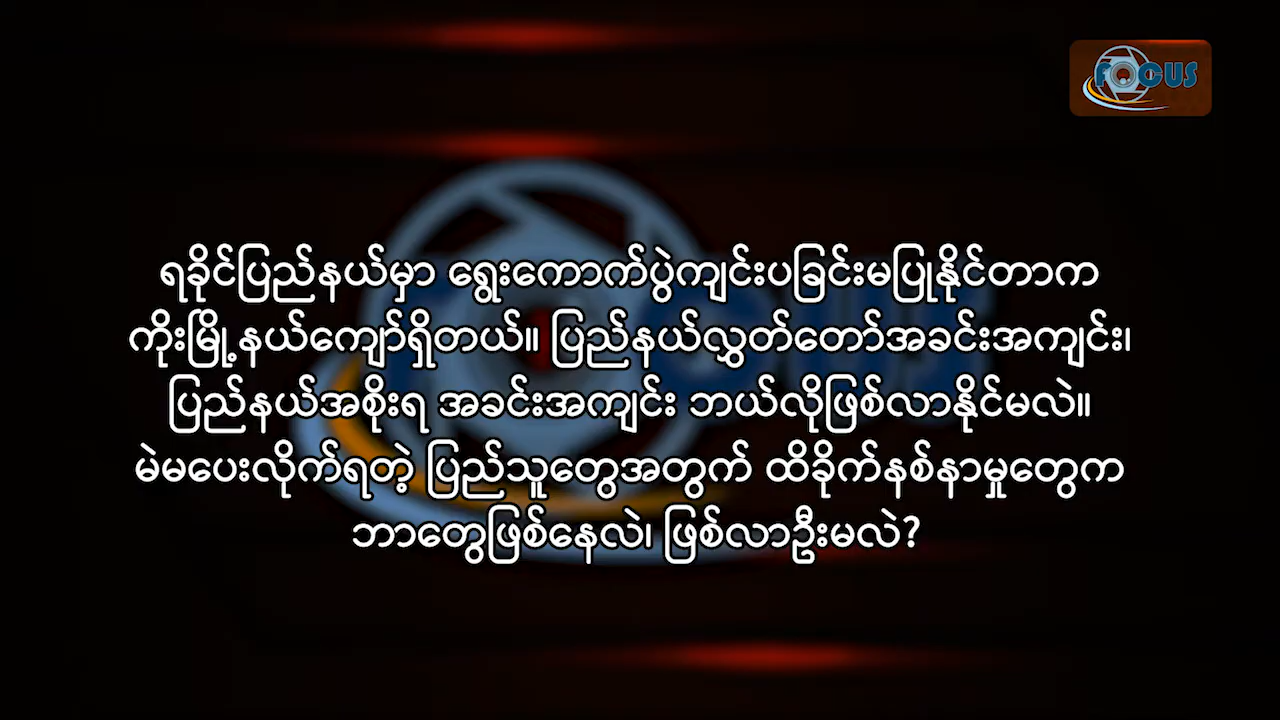 FOCUS
ရခိုင်ပြည်နယ်မှာ ရွေးကောက်ပွဲကျင်းပခြင်းမပြုနိုင်တာက
ကိုးမြို့နယ်ကျော်ရှိတယ်။ ပြည်နယ်လွှတ်တော်အခင်းအကျင်း၊
ပြည်နယ်အစိုးရ အခင်းအကျင်း ဘယ်လိုဖြစ်လာနိုင်မလဲ။
မဲမပေးလိုက်ရတဲ့ ပြည်သူတွေအတွက် ထိခိုက်နစ်နာမှုတွေက
ဘာတွေဖြစ်နေလဲ၊ ဖြစ်လာဦးမလဲ?